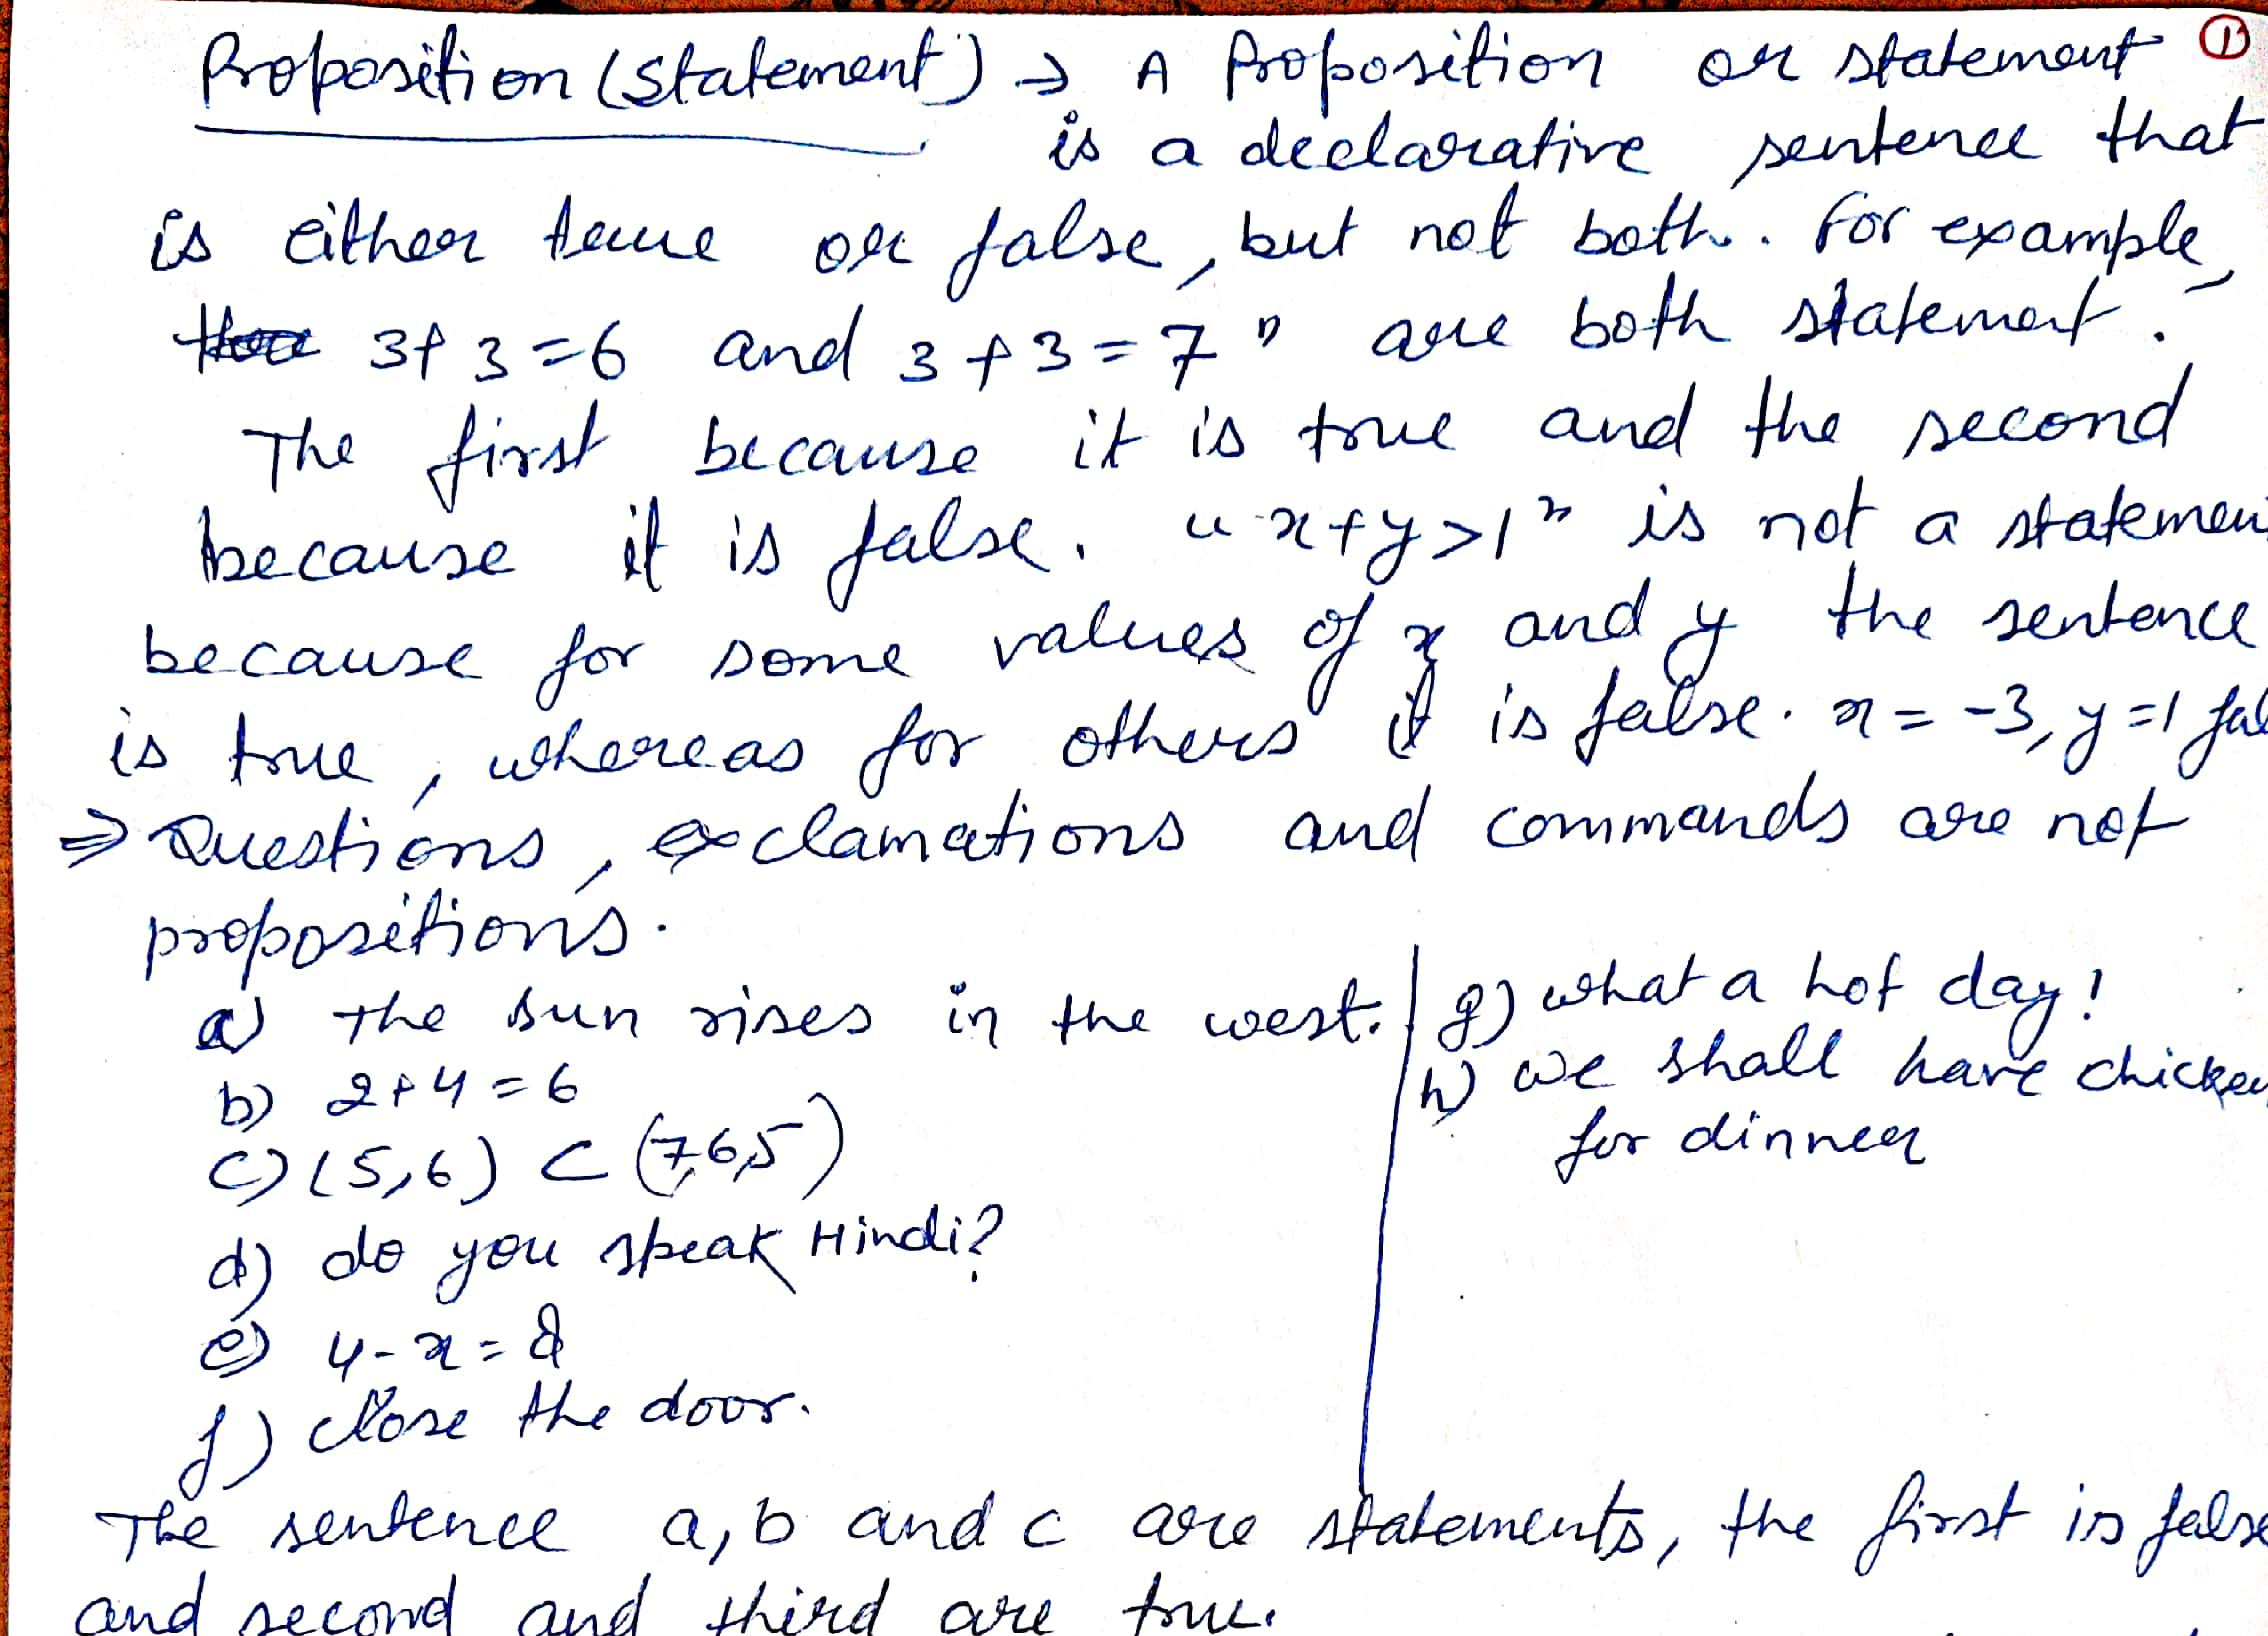 Proposition (statement) → A Proposition or statement ①
is a declarative sentence that
is either true or false, but not both. For example,
3+3=6 and 3+3=7" are both statement.
The first because it is true and the second
because it is false. "x+y>1" is not a statemen
because for some values of x and y the sentence
is true, whereas for others it is false. x=-3, y=1 fal
⇒ Questions, exclamations and commands are not
propositions.
a) the sun rises in the west.
b) 2+4=6
c) (5,6) ⊂ (7,6,5)
d) do you speak Hindi?
e) 4-x=8
f) close the door.
g) what a hot day!
h) we shall have chicken
for dinner
The sentence a, b and c are statements, the first is false
and second and third are true.